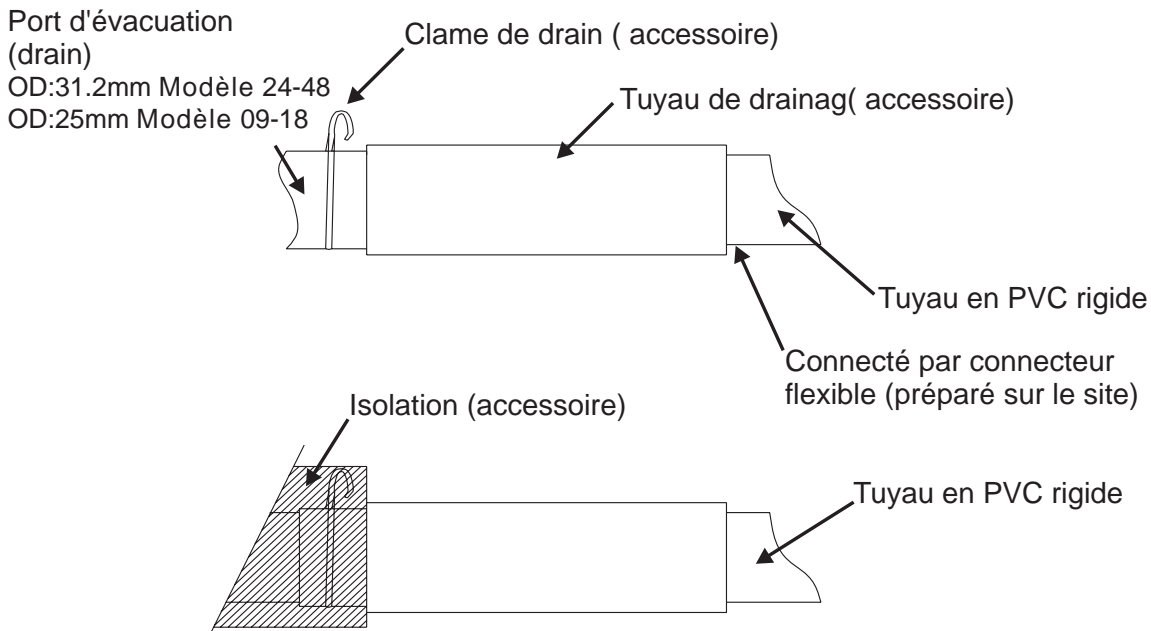 Port d'évacuation
(drain)
OD:31.2mm Modèle 24-48
OD:25mm Modèle 09-18
Clame de drain ( accessoire)
Tuyau de drainag( accessoire)
Tuyau en PVC rigide
Connecté par connecteur
flexible (préparé sur le site)
Isolation (accessoire)
Tuyau en PVC rigide